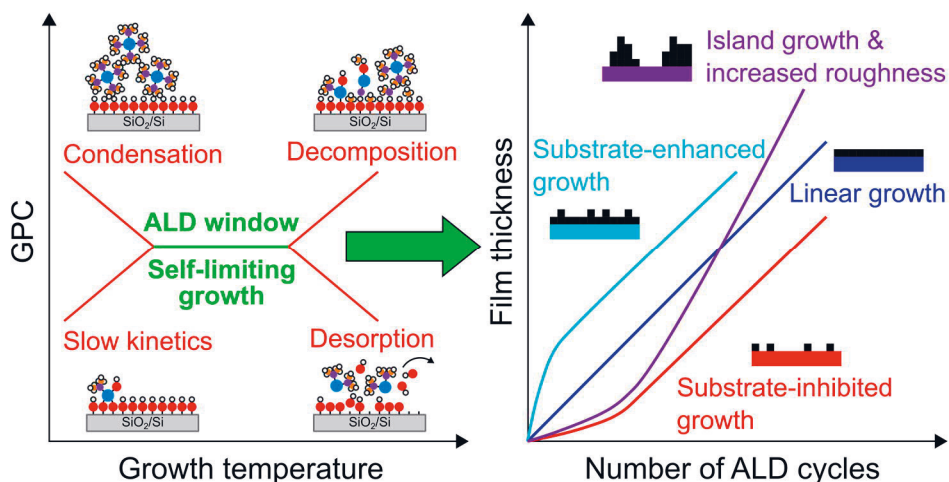 GPC
SiO₂/Si
SiO₂/Si
Condensation
Decomposition
ALD window
Self-limiting
growth
Slow kinetics
Desorption
SiO₂/Si
SiO₂/Si
Growth temperature
Film thickness
Island growth &
increased roughness
Substrate-enhanced
growth
Linear growth
Substrate-inhibited
growth
Number of ALD cycles